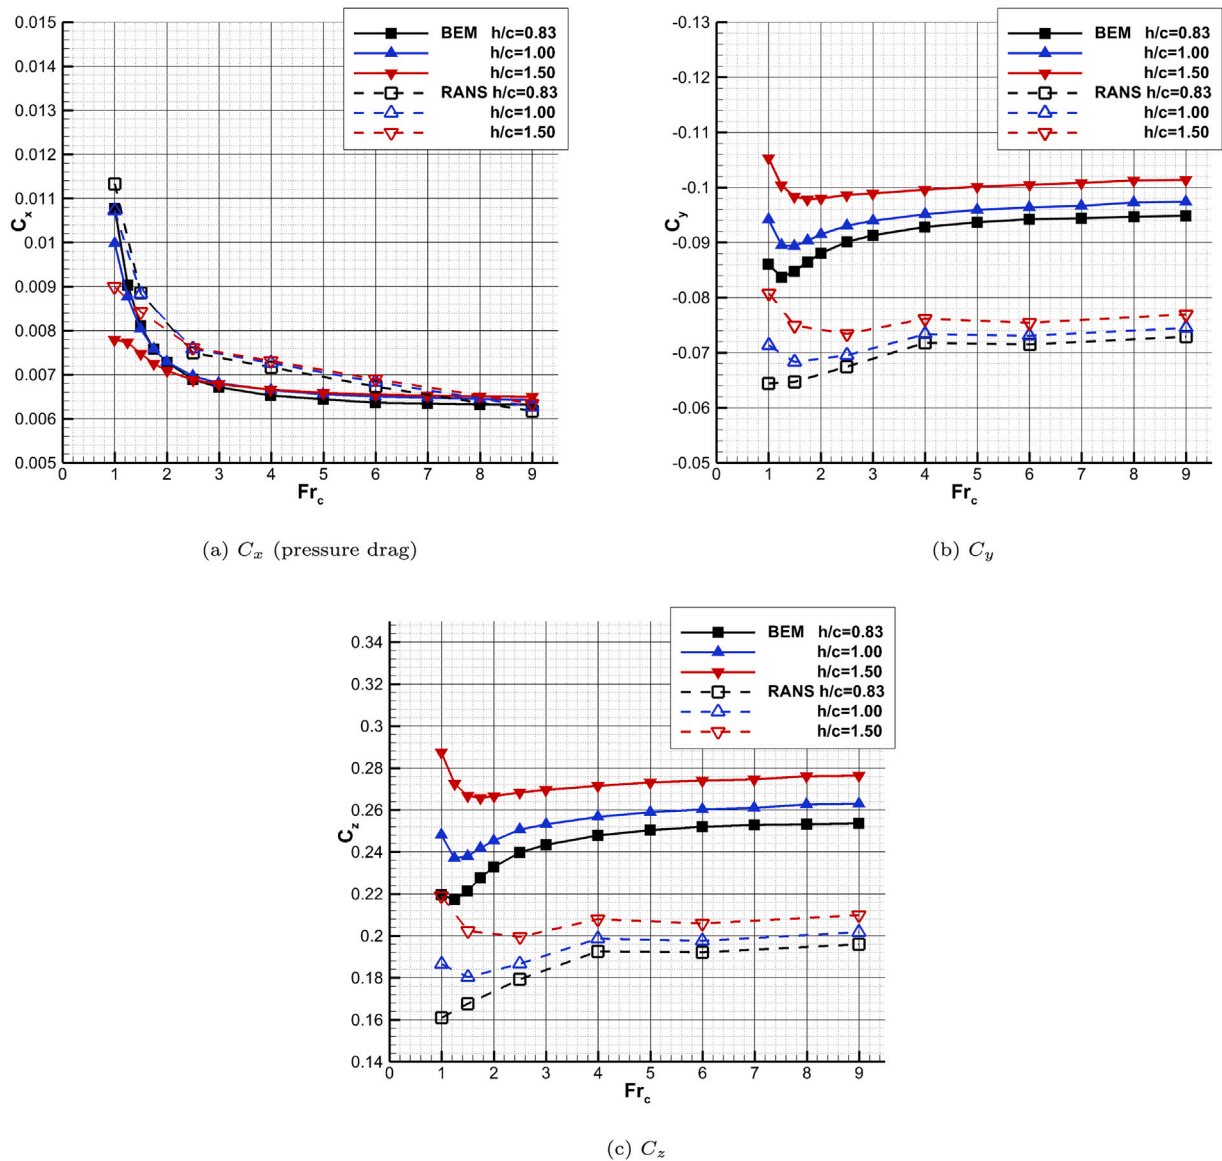 0.015
0.014
0.013
0.012
0.011
0.01
0.009
0.008
0.007
0.006
0.005
C_x
0 1 2 3 4 5 6 7 8 9
Fr_c
BEM h/c=0.83
h/c=1.00
h/c=1.50
RANS h/c=0.83
h/c=1.00
h/c=1.50
(a) C_x (pressure drag)
-0.13
-0.12
-0.11
-0.1
-0.09
-0.08
-0.07
-0.06
-0.05
C_y
0 1 2 3 4 5 6 7 8 9
Fr_c
BEM h/c=0.83
h/c=1.00
h/c=1.50
RANS h/c=0.83
h/c=1.00
h/c=1.50
(b) C_y
0.34
0.32
0.3
0.28
0.26
0.24
0.22
0.2
0.18
0.16
0.14
C_z
0 1 2 3 4 5 6 7 8 9
Fr_c
BEM h/c=0.83
h/c=1.00
h/c=1.50
RANS h/c=0.83
h/c=1.00
h/c=1.50
(c) C_z